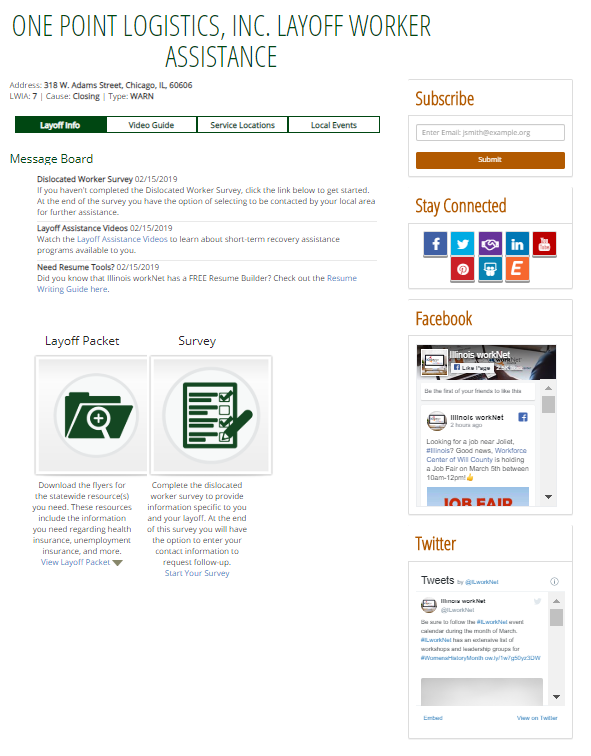 ONE POINT LOGISTICS, INC. LAYOFF WORKER
ASSISTANCE
Address: 318 W. Adams Street, Chicago, IL, 60606
LWIA: 7 | Cause: Closing | Type: WARN
Layoff Info
Video Guide
Service Locations
Local Events
Message Board
Dislocated Worker Survey 02/15/2019
If you haven't completed the Dislocated Worker Survey, click the link below to get started.
At the end of the survey you have the option of selecting to be contacted by your local area
for further assistance.
Layoff Assistance Videos 02/15/2019
Watch the Layoff Assistance Videos to learn about short-term recovery assistance
programs available to you.
Need Resume Tools? 02/15/2019
Did you know that Illinois workNet has a FREE Resume Builder? Check out the Resume
Writing Guide here.
Layoff Packet
Download the flyers for
the statewide resource(s)
you need. These resources
include the information
you need regarding health
insurance, unemployment
insurance, and more.
View Layoff Packet
Survey
Complete the dislocated
worker survey to provide
information specific to you
and your layoff. At the end
of this survey you will have
the option to enter your
contact information to
request follow-up.
Start Your Survey
Subscribe
Enter Email: jsmith@example.org
Submit
Stay Connected
You
Tube
Facebook
Illinois workNet
Like Page
Be the first of your friends to like this
Illinois workNet
2 hours ago
Looking for a job near Joliet,
#Illinois? Good news, Workforce
Center of Will County is holding
a Job Fair on March 5th between
10am-12pm!👍
JOB FAIR
Twitter
Tweets by @ILworkNet
Illinois workNet
@ILworkNet
Be sure to follow the #ILworkNet event
calendar during the month of March.
#ILworkNet has an extensive list of
workshops and leadership groups for
#WomensHistoryMonth ow.ly/1w7g50yz3DW
Embed
View on Twitter